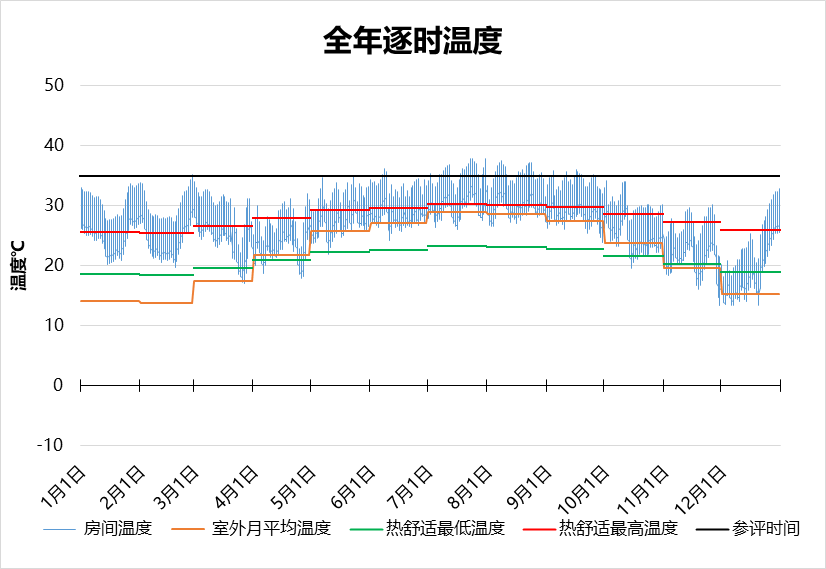 全年逐时温度
50
40
30
20
10
0
-10
温度℃
1月1日
2月1日
3月1日
4月1日
5月1日
6月1日
7月1日
8月1日
9月1日
10月1日
11月1日
12月1日
房间温度 室外月平均温度 热舒适最低温度 热舒适最高温度 参评时间